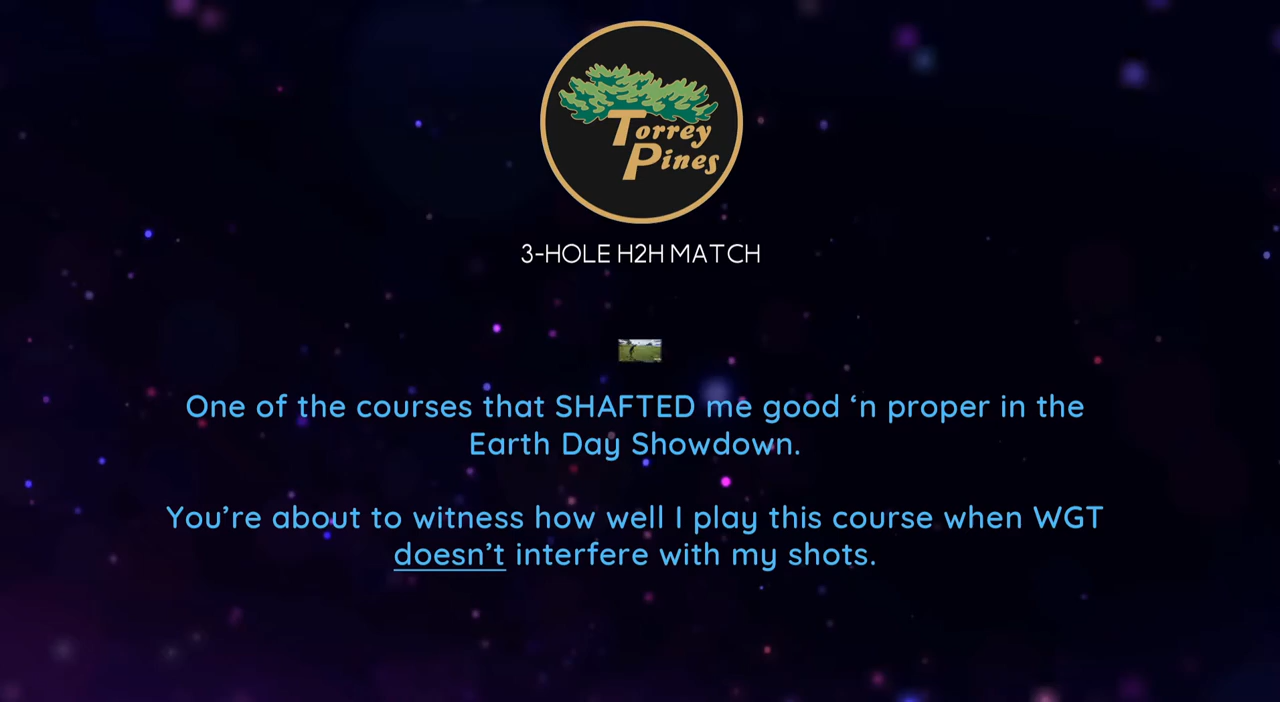 Torrey
Pines
3-HOLE H2H MATCH
One of the courses that SHAFTED me good ‘n proper in the
Earth Day Showdown.
You’re about to witness how well I play this course when WGT
doesn’t interfere with my shots.